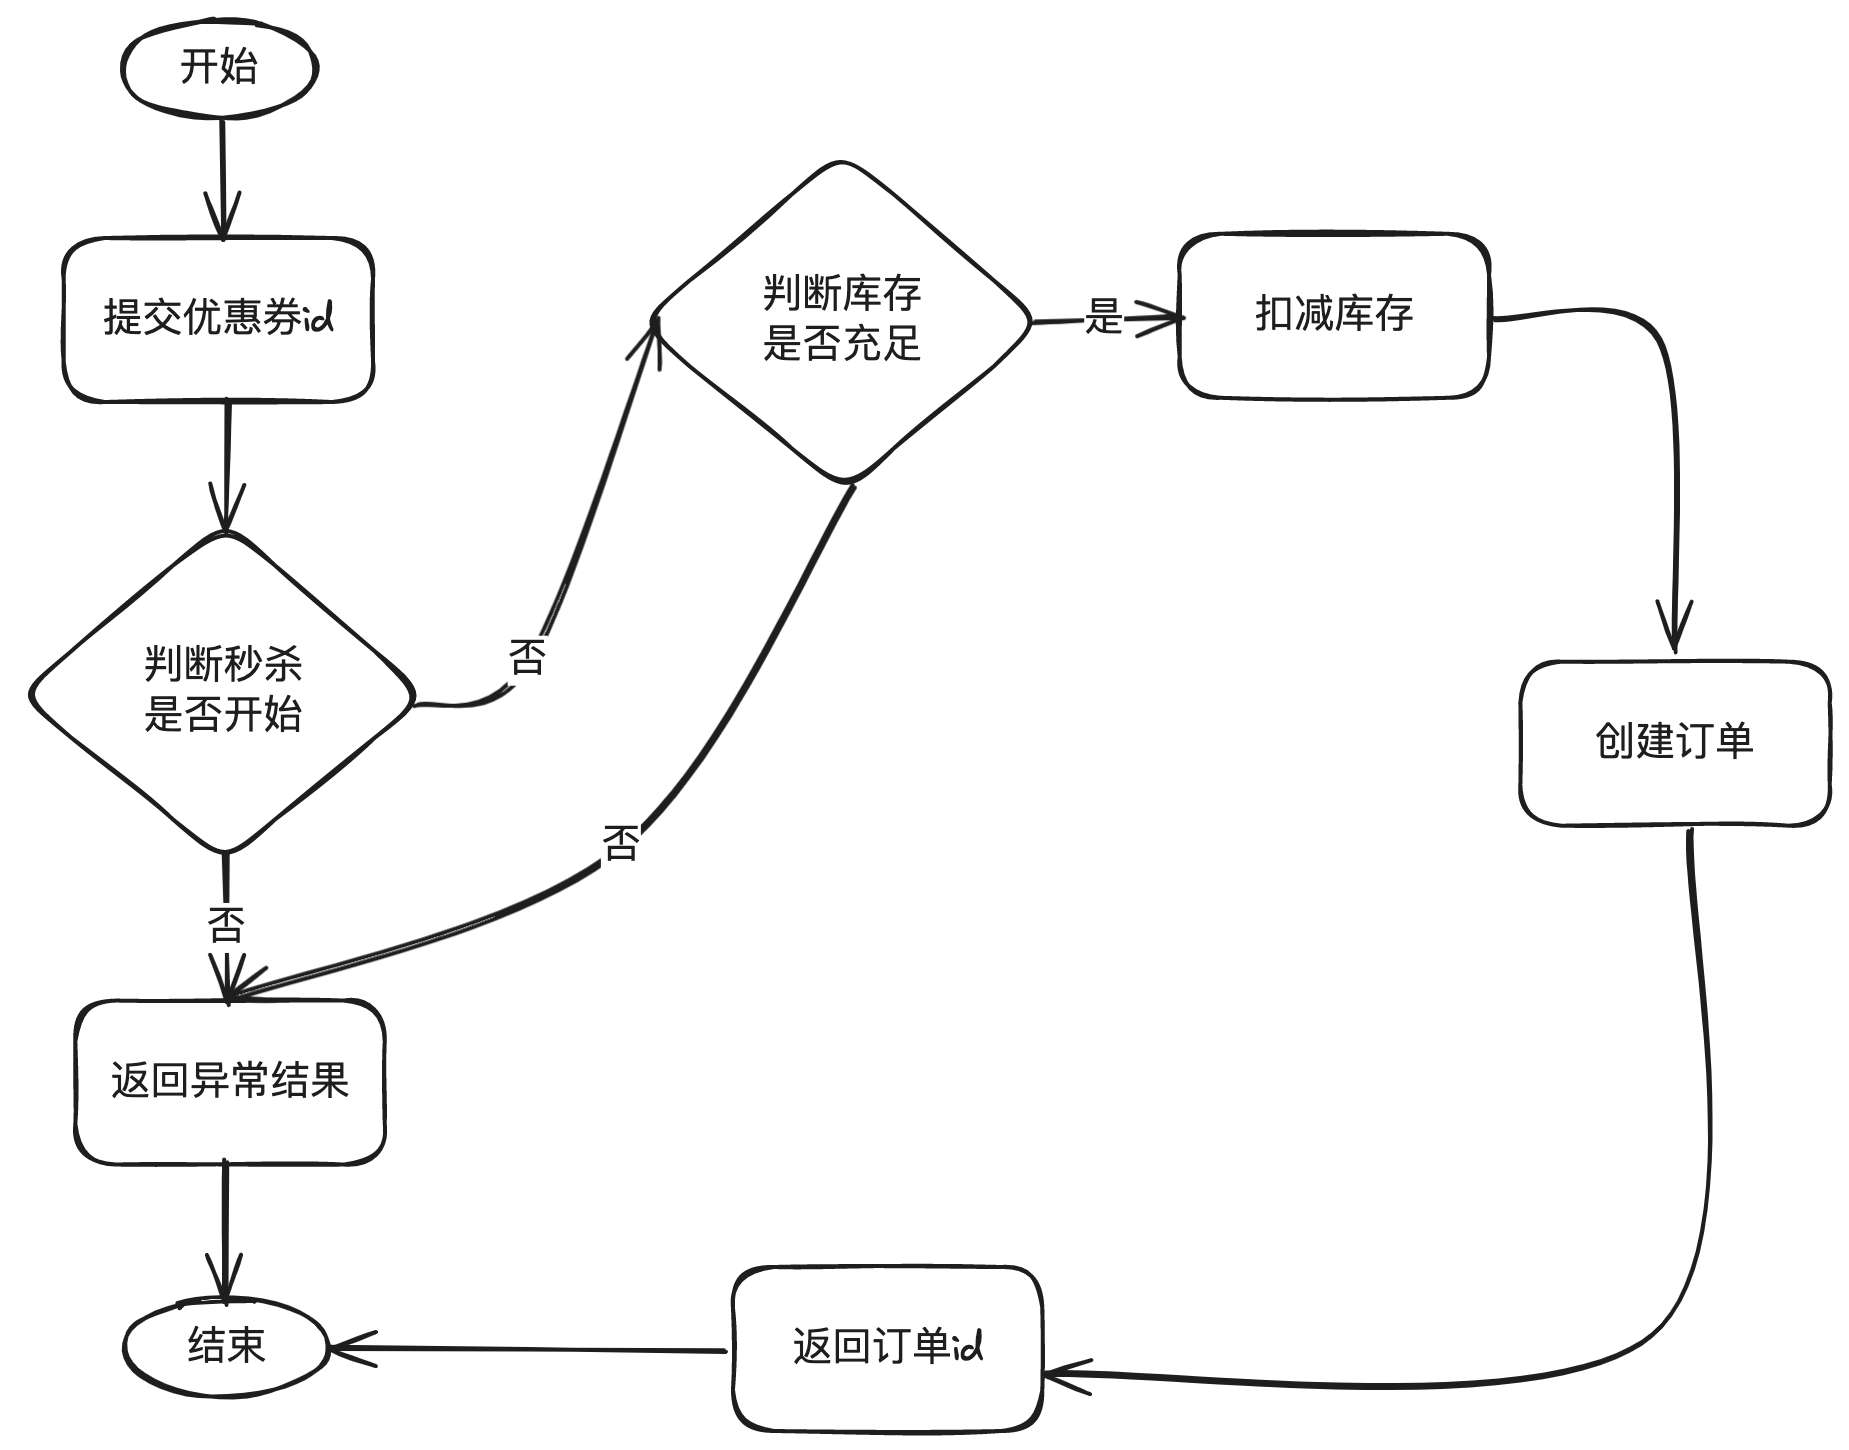 开始
提交优惠券id
判断秒杀
是否开始
否
判断库存
是否充足
是
扣减库存
创建订单
否
否
返回异常结果
返回订单id
结束